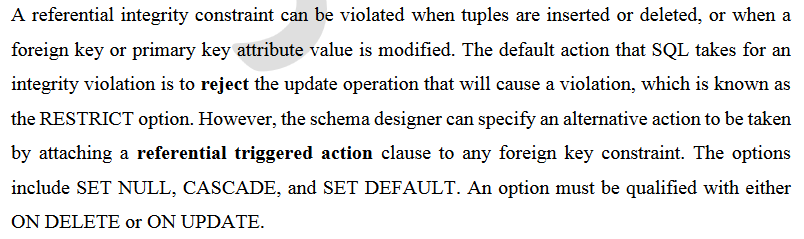 A referential integrity constraint can be violated when tuples are inserted or deleted, or when a
foreign key or primary key attribute value is modified. The default action that SQL takes for an
integrity violation is to reject the update operation that will cause a violation, which is known as
the RESTRICT option. However, the schema designer can specify an alternative action to be taken
by attaching a referential triggered action clause to any foreign key constraint. The options
include SET NULL, CASCADE, and SET DEFAULT. An option must be qualified with either
ON DELETE or ON UPDATE.